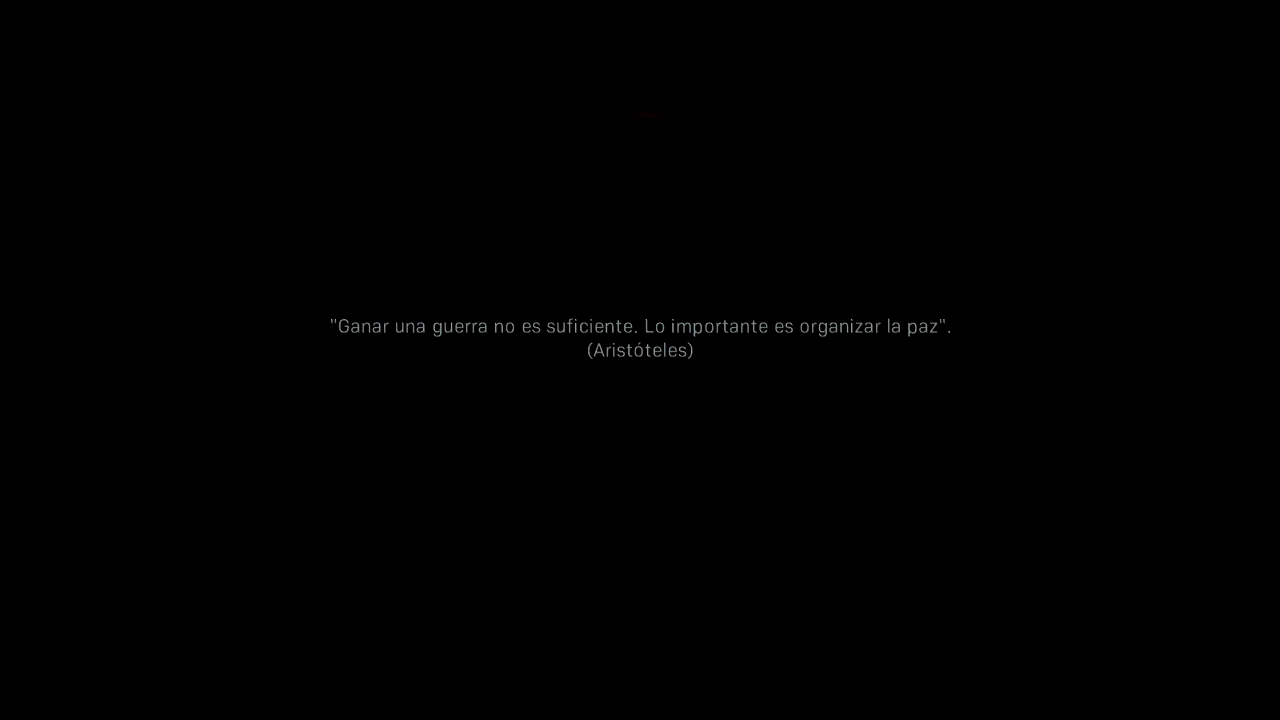 "Ganar una guerra no es suficiente. Lo importante es organizar la paz".
(Aristóteles)